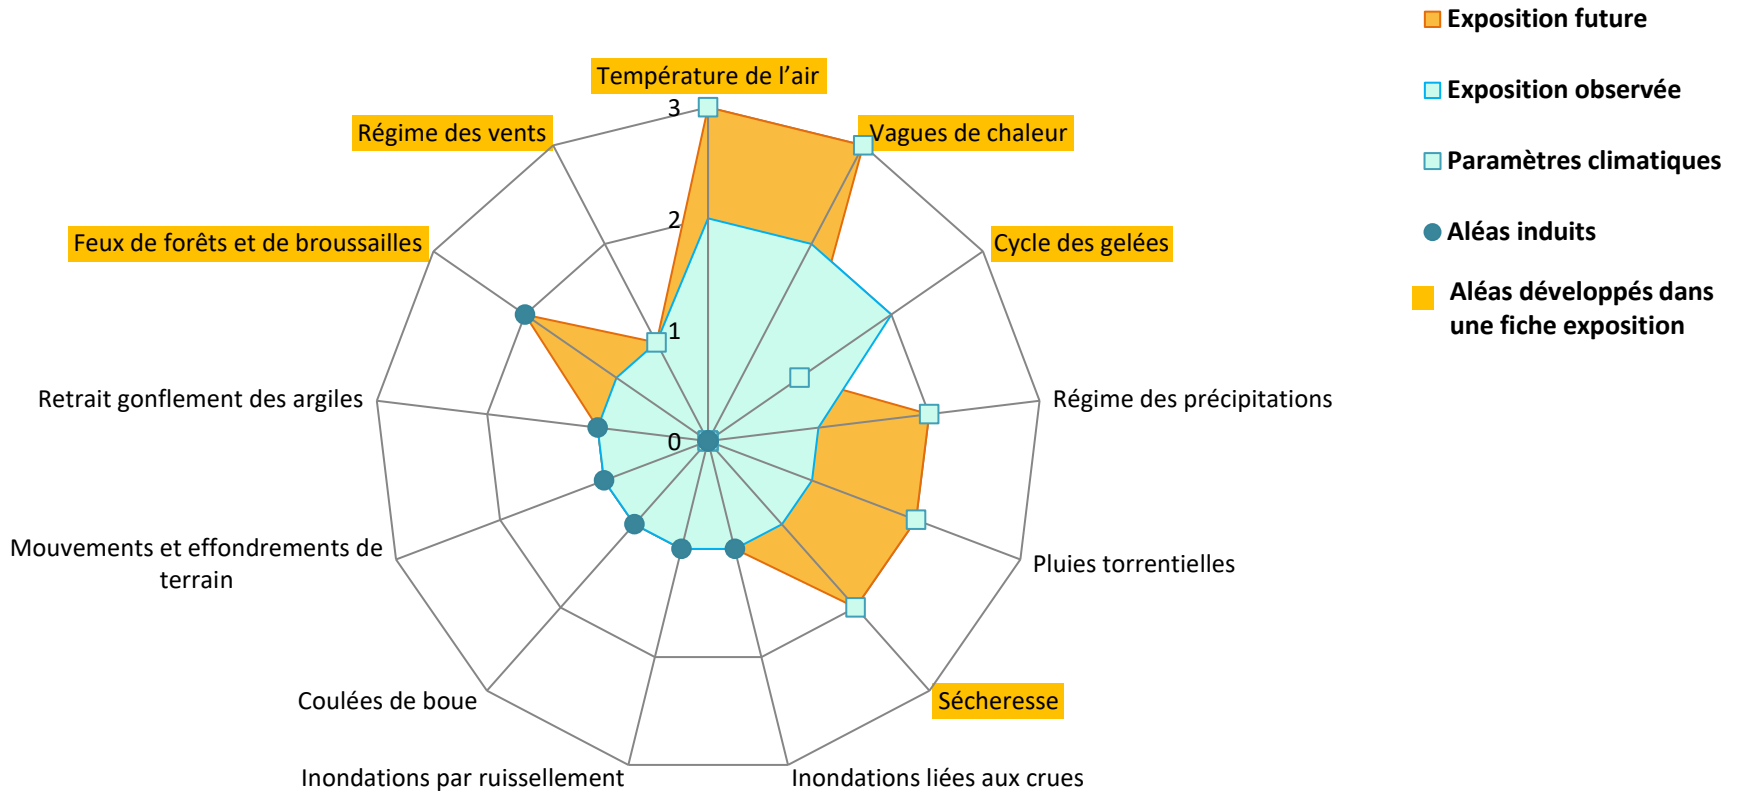 Exposition future
Température de l’air
Exposition observée
3
Régime des vents
Vagues de chaleur
Paramètres climatiques
2
Feux de forêts et de broussailles
Cycle des gelées
Aléas induits
Aléas développés dans
une fiche exposition
1
Retrait gonflement des argiles
Régime des précipitations
0
Mouvements et effondrements de
terrain
Pluies torrentielles
Coulées de boue
Sécheresse
Inondations par ruissellement
Inondations liées aux crues